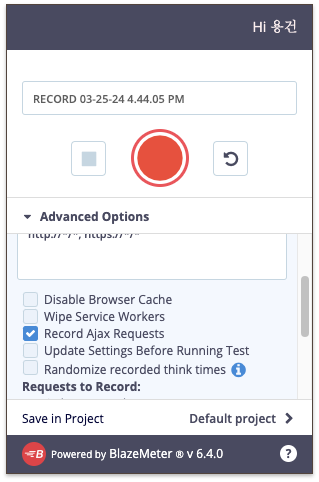 Hi 용건
RECORD 03-25-24 4.44.05 PM
Advanced Options
http://*/*, https://*/*
Disable Browser Cache
Wipe Service Workers
Record Ajax Requests
Update Settings Before Running Test
Randomize recorded think times i
Requests to Record:
Save in Project Default project
B Powered by BlazeMeter ® v 6.4.0 ?